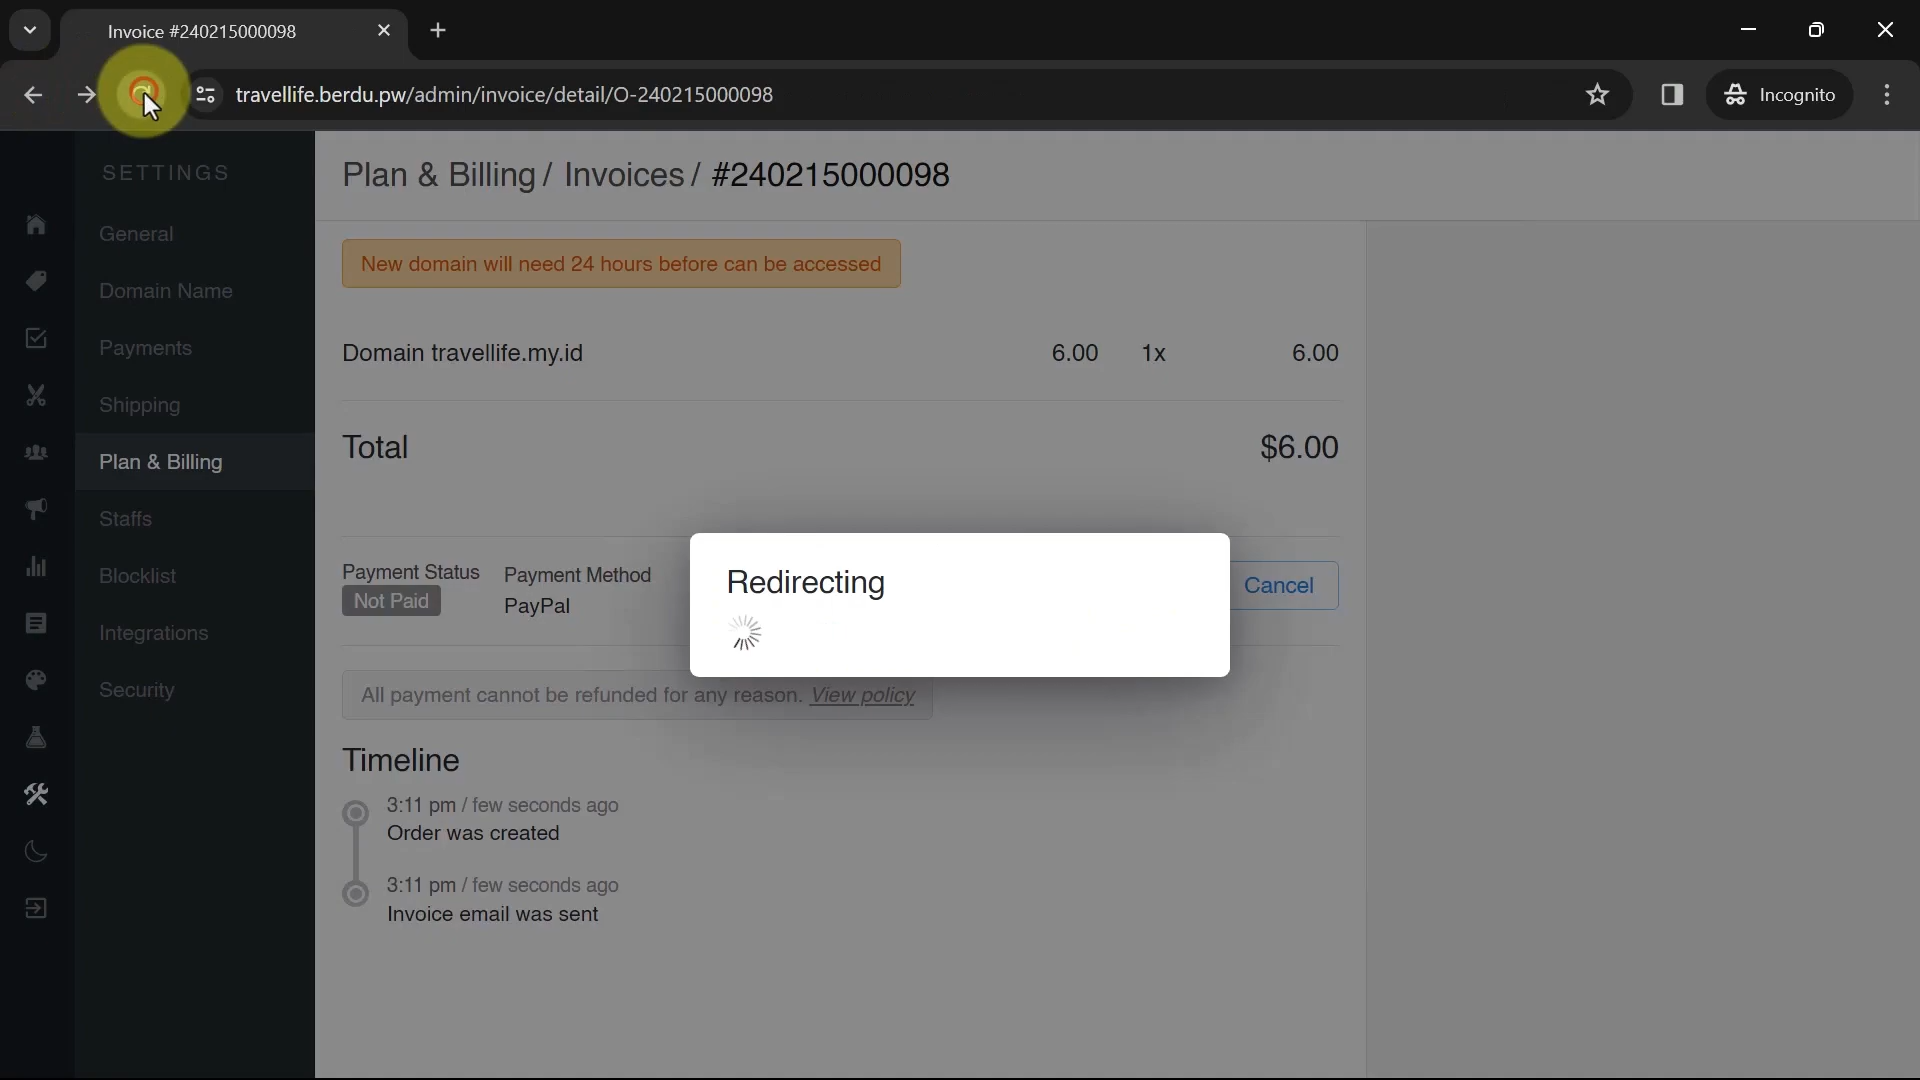 Invoice #240215000098
travellife.berdu.pw/admin/invoice/detail/O-240215000098
Incognito
SETTINGS
General
Domain Name
Payments
Shipping
Plan & Billing
Staffs
Blocklist
Integrations
Security
Plan & Billing / Invoices / #240215000098
New domain will need 24 hours before can be accessed
Domain travellife.my.id 6.00 1x 6.00
Total $6.00
Payment Status
Not Paid
Payment Method
PayPal
Cancel
Redirecting
All payment cannot be refunded for any reason. View policy
Timeline
3:11 pm / few seconds ago
Order was created
3:11 pm / few seconds ago
Invoice email was sent